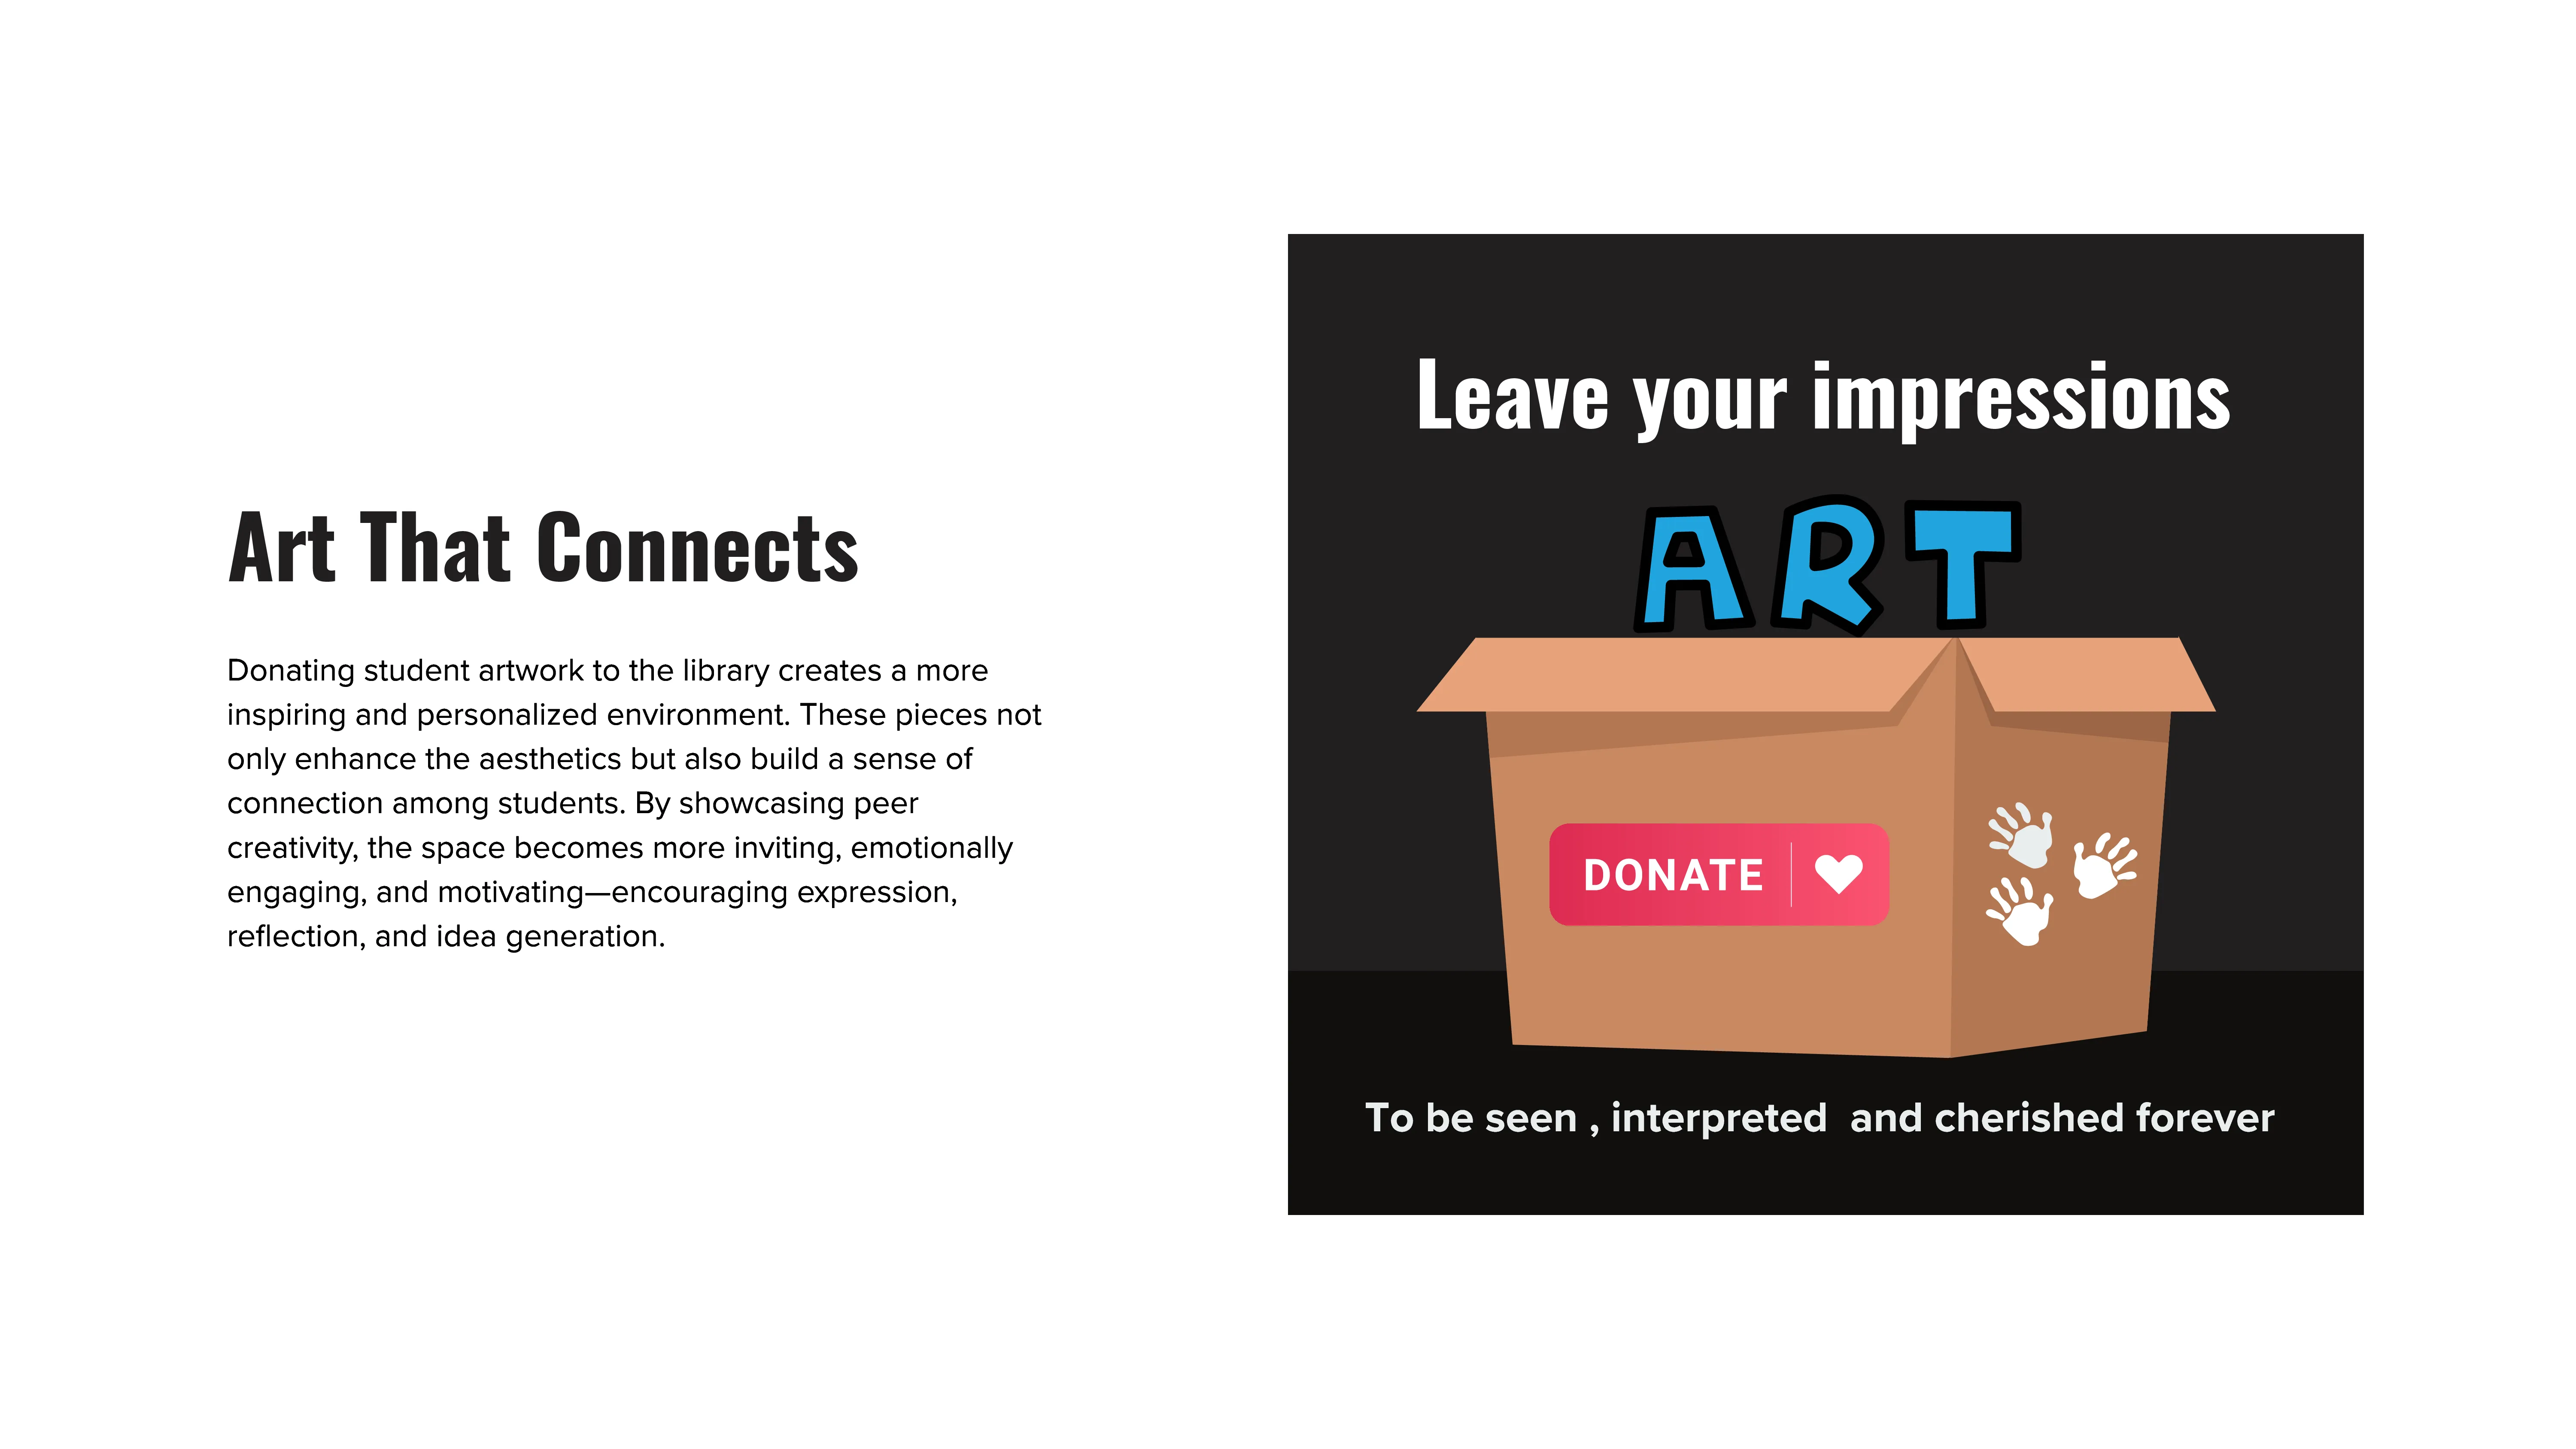 Art That Connects
Donating student artwork to the library creates a more
inspiring and personalized environment. These pieces not
only enhance the aesthetics but also build a sense of
connection among students. By showcasing peer
creativity, the space becomes more inviting, emotionally
engaging, and motivating—encouraging expression,
reflection, and idea generation.
Leave your impressions
ART
DONATE
To be seen , interpreted  and cherished forever